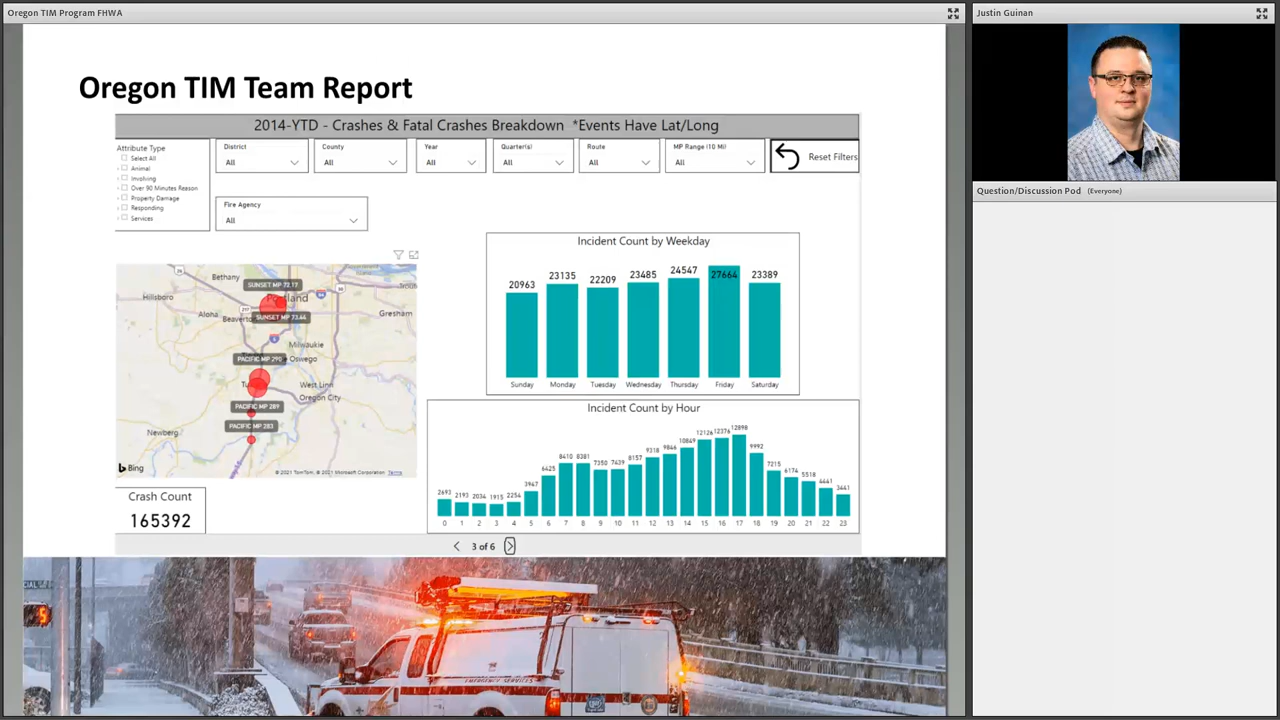 Oregon TIM Program FHWA
Justin Guinan
Question/Discussion Pod (Everyone)
Oregon TIM Team Report
2014-YTD - Crashes & Fatal Crashes Breakdown *Events Have Lat/Long
Attribute Type
Select All
Animal
Involving
Over 90 Minutes Reason
Property Damage
Responding
Services
District
All
County
All
Year
All
Quarter(s)
All
Route
All
MP Range (10 Mi)
All
Reset Filters
Fire Agency
All
Bethany
SUNSET MP 72.17
Hillsboro
Portland
Aloha
SUNSET MP 73.44
Gresham
Milwaukie
PACIFIC MP 290
Oswego
West Linn
Oregon City
PACIFIC MP 289
PACIFIC MP 283
Newberg
Bing
© 2021 TomTom, © 2021 Microsoft Corporation Terms
Crash Count
165392
Incident Count by Weekday
20963 23135 22209 23485 24547 27664 23389
Sunday Monday Tuesday Wednesday Thursday Friday Saturday
Incident Count by Hour
2693 2193 2034 1915 2254 3947 6425 8410 8381 7350 7439 8157 9318 9846 10849 12126 12376 12898 9992 7215 6174 5518 4441 3441
0 1 2 3 4 5 6 7 8 9 10 11 12 13 14 15 16 17 18 19 20 21 22 23
3 of 6